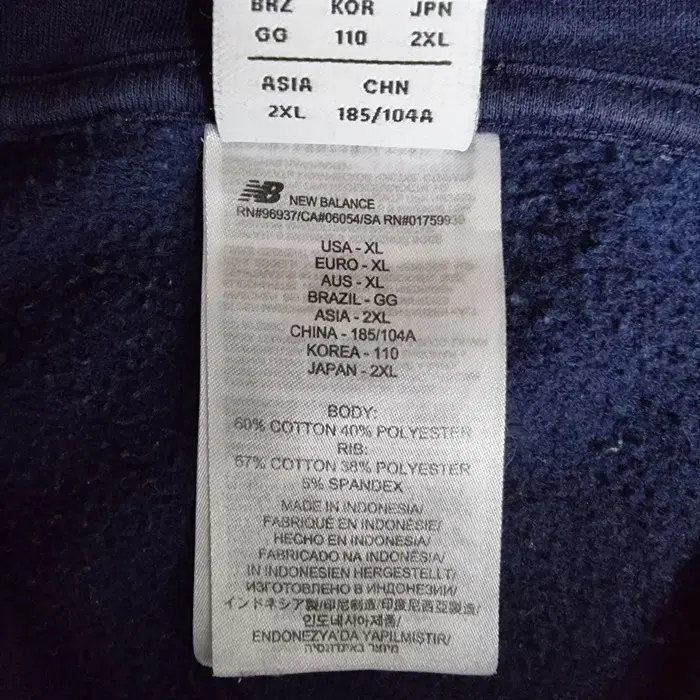 BRZ KOR JPN
GG 110 2XL
ASIA CHN
2XL 185/104A
NB NEW BALANCE
RN#96937/CA#06054/SA RN#01759939
USA - XL
EURO - XL
AUS - XL
BRAZIL - GG
ASIA - 2XL
CHINA - 185/104A
KOREA - 110
JAPAN - 2XL
BODY:
60% COTTON 40% POLYESTER
RIB:
57% COTTON 38% POLYESTER
5% SPANDEX
MADE IN INDONESIA/
FABRIQUÉ EN INDONÉSIE/
HECHO EN INDONESIA/
FABRICADO NA INDONÉSIA/
IN INDONESIEN HERGESTELLT/
ИЗГОТОВЛЕНО В ИНДОНЕЗИИ/
インドネシア製/印尼制造/印度尼西亞製造/
인도네시아제품/
ENDONEZYA'DA YAPILMIŞTIR/
מיוצר באינדונסיה